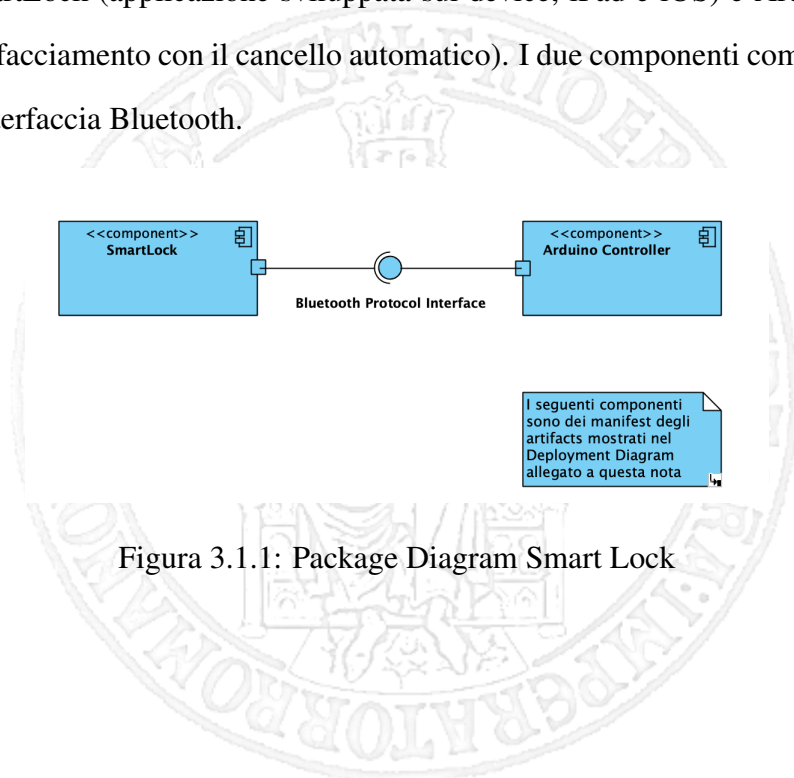 facciamento con il cancello automatico). I due componenti com
erfaccia Bluetooth.
<<component>>
SmartLock
<<component>>
Arduino Controller
Bluetooth Protocol Interface
I seguenti componenti
sono dei manifest degli
artifacts mostrati nel
Deployment Diagram
allegato a questa nota
Figura 3.1.1: Package Diagram Smart Lock